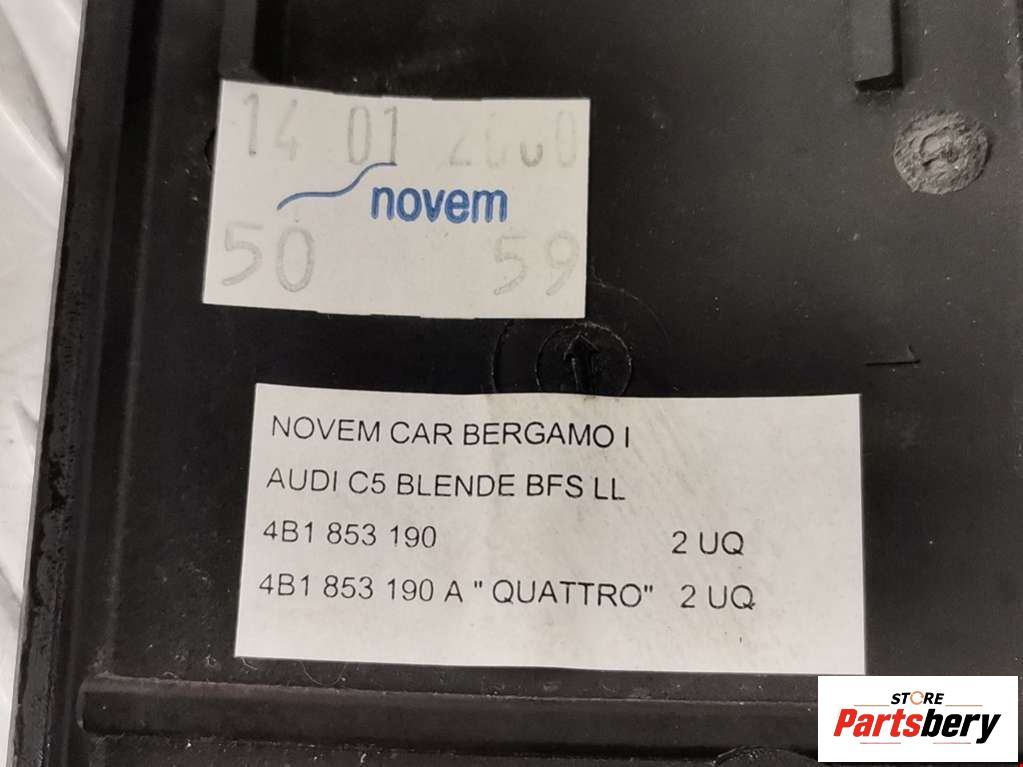 14 01 2000
novem
50 59
NOVEM CAR BERGAMO I
AUDI C5 BLENDE BFS LL
4B1 853 190 2 UQ
4B1 853 190 A " QUATTRO" 2 UQ
STORE
Partsbery